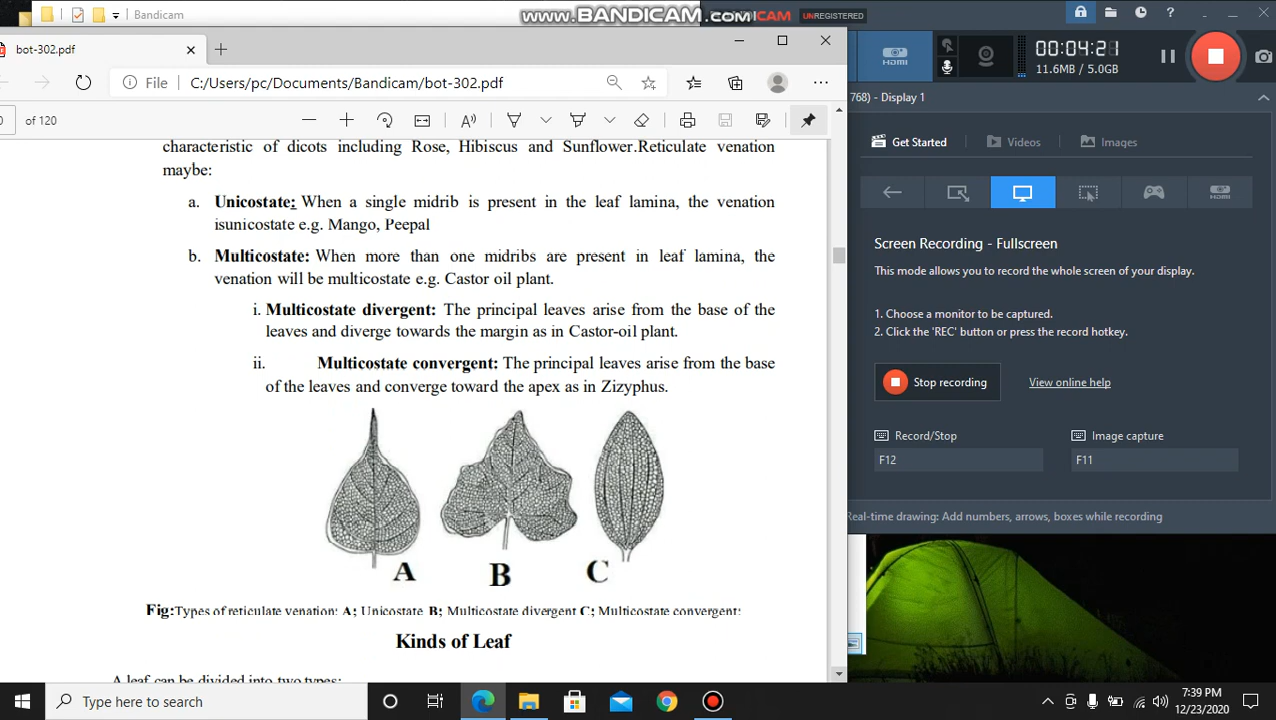 Bandicam
www.BANDICAM.com
UNREGISTERED
bot-302.pdf
File C:/Users/pc/Documents/Bandicam/bot-302.pdf
of 120
characteristic of dicots including Rose, Hibiscus and Sunflower.Reticulate venation
maybe:
a. Unicostate: When a single midrib is present in the leaf lamina, the venation
isunicostate e.g. Mango, Peepal
b. Multicostate: When more than one midribs are present in leaf lamina, the
venation will be multicostate e.g. Castor oil plant.
i. Multicostate divergent: The principal leaves arise from the base of the
leaves and diverge towards the margin as in Castor-oil plant.
ii. Multicostate convergent: The principal leaves arise from the base
of the leaves and converge toward the apex as in Zizyphus.
A B C
Fig:Types of reticulate venation: A; Unicostate B; Multicostate divergent C; Multicostate convergent:
Kinds of Leaf
A leaf can be divided into two types:
HDMI
00:04:21
11.6MB / 5.0GB
768) - Display 1
Get Started Videos Images
HDMI
Screen Recording - Fullscreen
This mode allows you to record the whole screen of your display.
1. Choose a monitor to be captured.
2. Click the 'REC' button or press the record hotkey.
Stop recording View online help
Record/Stop Image capture
F12 F11
Real-time drawing: Add numbers, arrows, boxes while recording
Type here to search
7:39 PM
12/23/2020